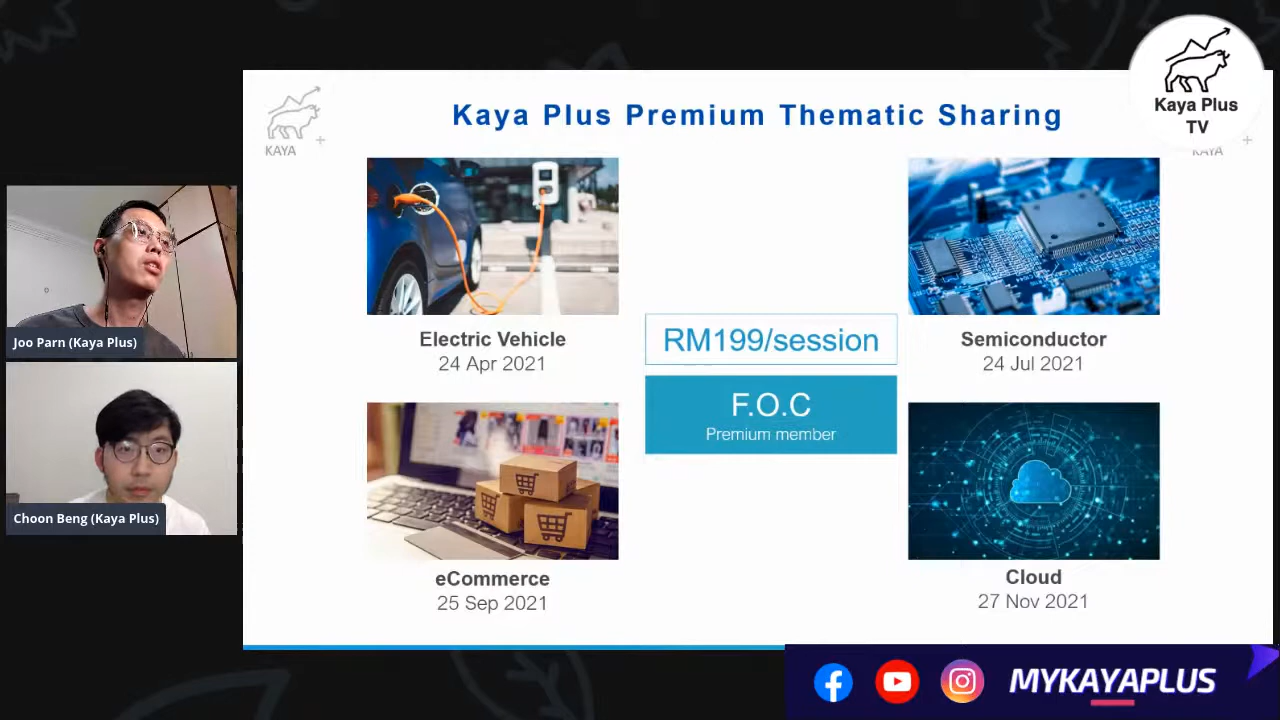 Kaya Plus Premium Thematic Sharing
KAYA
Kaya Plus
TV
KAYA
Electric Vehicle
24 Apr 2021
Semiconductor
24 Jul 2021
RM199/session
F.O.C
Premium member
eCommerce
25 Sep 2021
Cloud
27 Nov 2021
Joo Parn (Kaya Plus)
Choon Beng (Kaya Plus)
MYKAYAPLUS